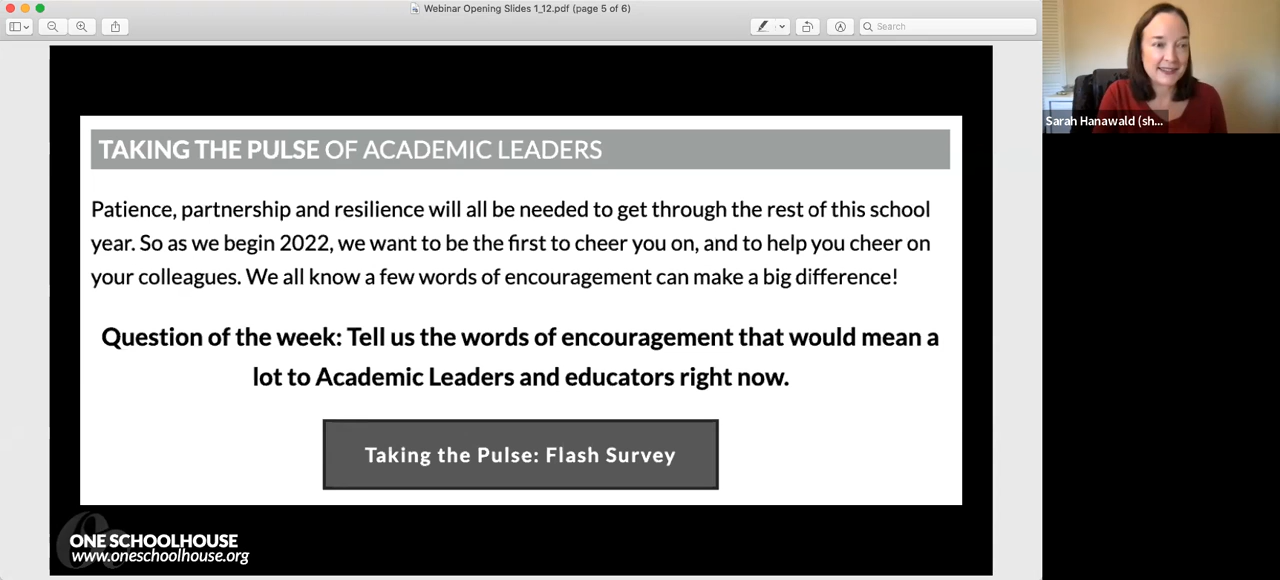 Webinar Opening Slides 1_12.pdf (page 5 of 6)
Search
Sarah Hanawald (sh...
TAKING THE PULSE OF ACADEMIC LEADERS
Patience, partnership and resilience will all be needed to get through the rest of this school
year. So as we begin 2022, we want to be the first to cheer you on, and to help you cheer on
your colleagues. We all know a few words of encouragement can make a big difference!
Question of the week: Tell us the words of encouragement that would mean a
lot to Academic Leaders and educators right now.
Taking the Pulse: Flash Survey
ONE SCHOOLHOUSE
www.oneschoolhouse.org